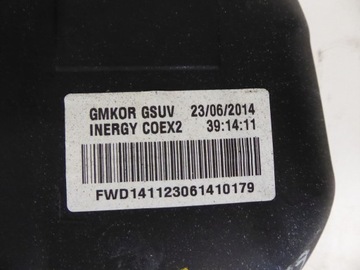 GMKOR GSUV 23/06/2014
INERGY COEX2 39:14:11
FWD141123061410179